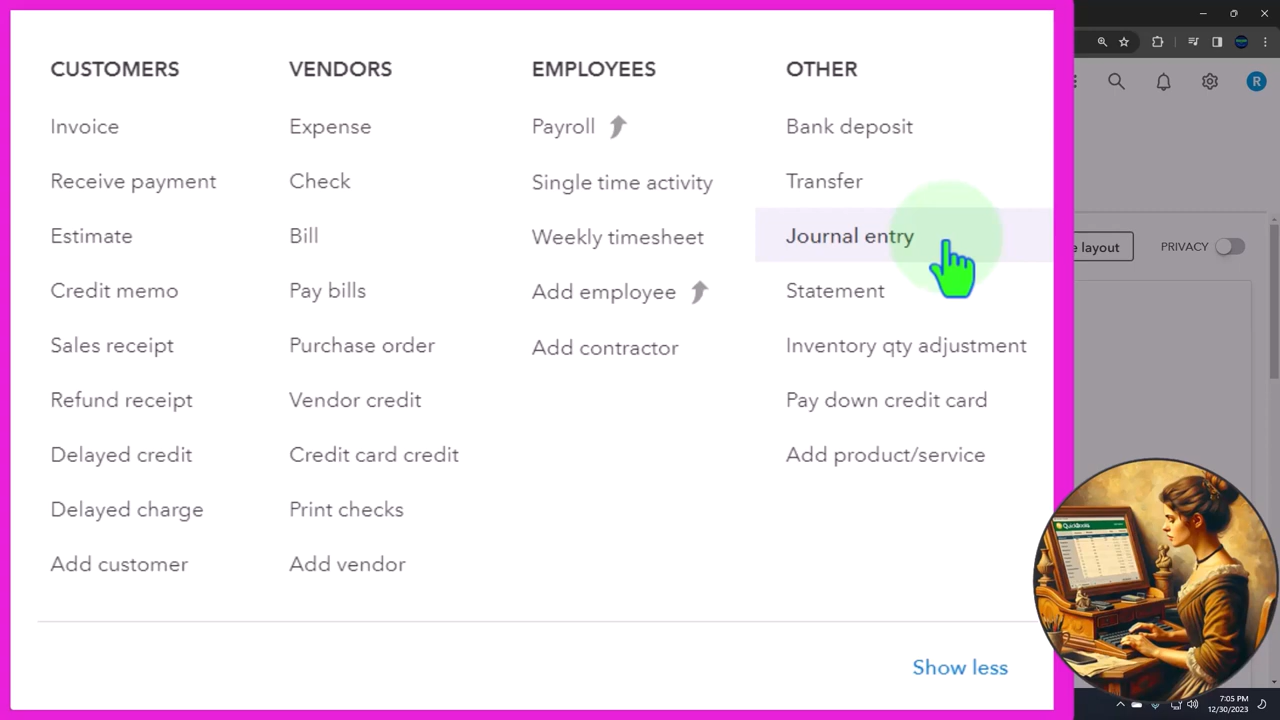 CUSTOMERS
Invoice
Receive payment
Estimate
Credit memo
Sales receipt
Refund receipt
Delayed credit
Delayed charge
Add customer
VENDORS
Expense
Check
Bill
Pay bills
Purchase order
Vendor credit
Credit card credit
Print checks
Add vendor
EMPLOYEES
Payroll
Single time activity
Weekly timesheet
Add employee
Add contractor
OTHER
Bank deposit
Transfer
Journal entry
Statement
Inventory qty adjustment
Pay down credit card
Add product/service
Show less
R
e layout
PRIVACY
QuickBooks
7:05 PM
12/30/2023